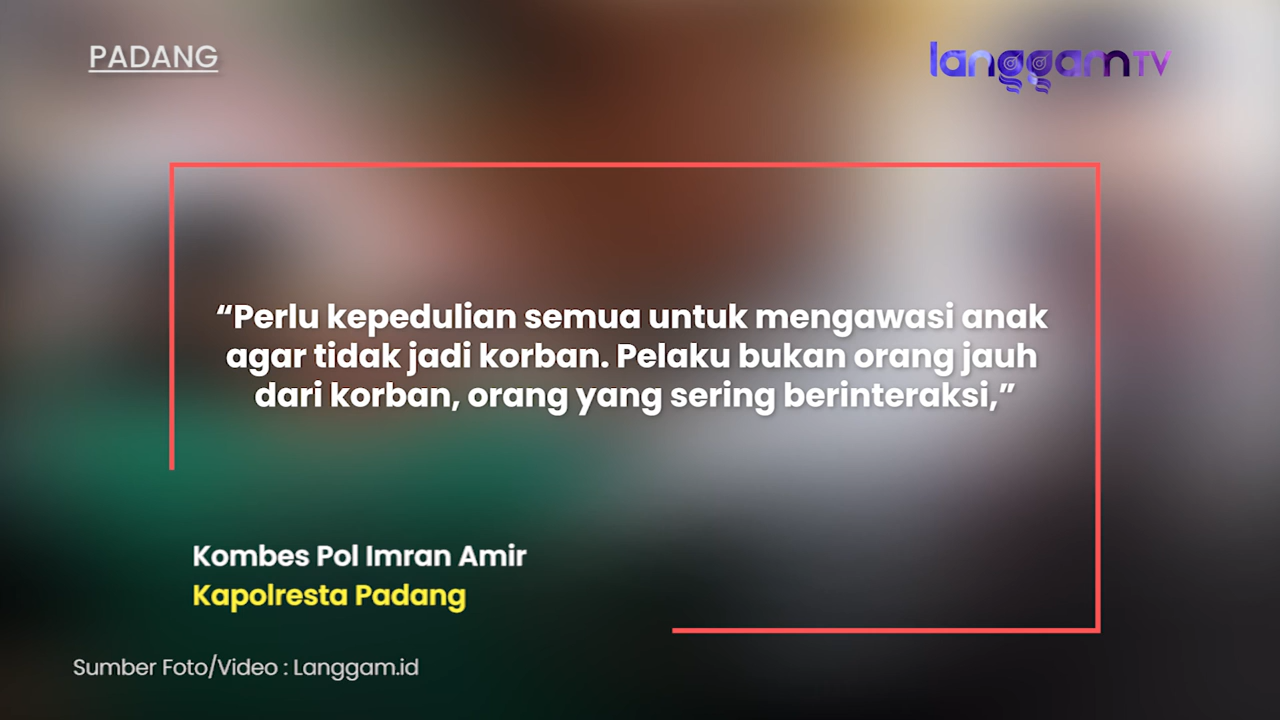 PADANG
langgamTV
“Perlu kepedulian semua untuk mengawasi anak
agar tidak jadi korban. Pelaku bukan orang jauh
dari korban, orang yang sering berinteraksi,”
Kombes Pol Imran Amir
Kapolresta Padang
Sumber Foto/Video : Langgam.id